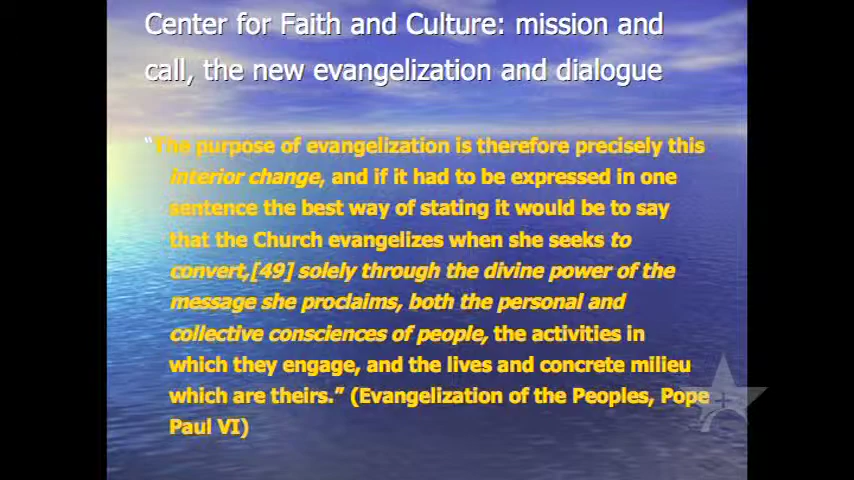 Center for Faith and Culture: mission and
call, the new evangelization and dialogue
“The purpose of evangelization is therefore precisely this
interior change, and if it had to be expressed in one
sentence the best way of stating it would be to say
that the Church evangelizes when she seeks to
convert,[49] solely through the divine power of the
message she proclaims, both the personal and
collective consciences of people, the activities in
which they engage, and the lives and concrete milieu
which are theirs.” (Evangelization of the Peoples, Pope
Paul VI)